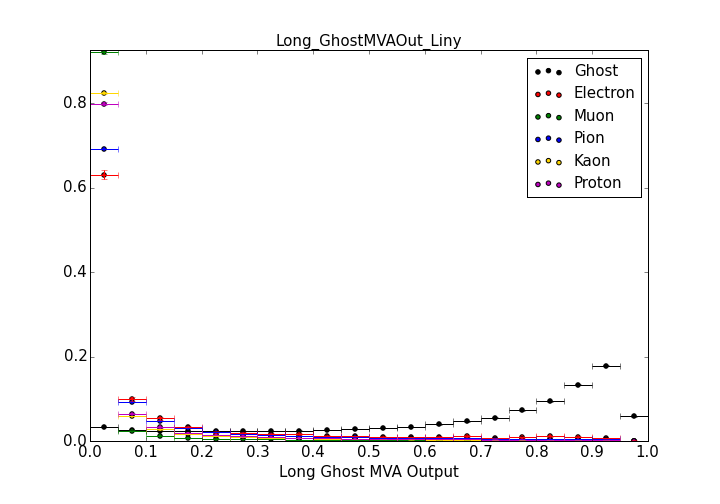 Long_GhostMVAOut_Liny
Ghost
Electron
Muon
Pion
Kaon
Proton
0.8
0.6
0.4
0.2
0.0
0.0 0.1 0.2 0.3 0.4 0.5 0.6 0.7 0.8 0.9 1.0
Long Ghost MVA Output